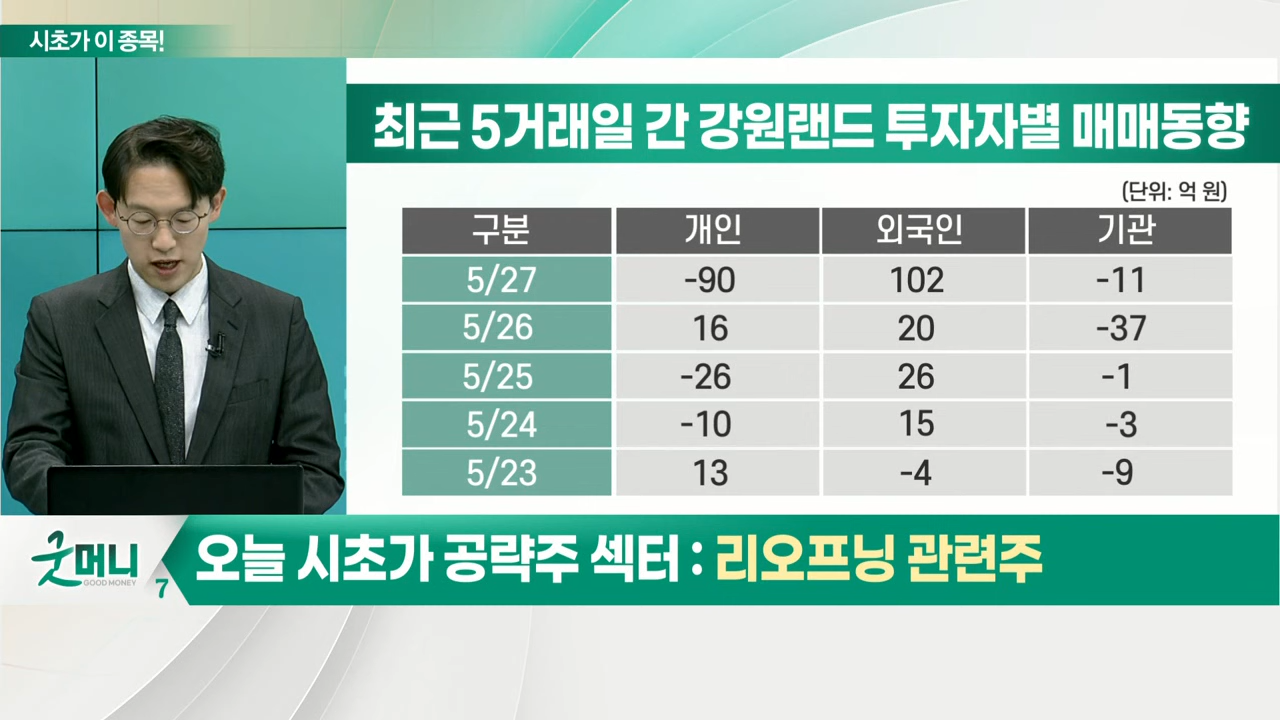 시초가 이 종목!
최근 5거래일 간 강원랜드 투자자별 매매동향
(단위: 억 원)
구분 개인 외국인 기관
5/27 -90 102 -11
5/26 16 20 -37
5/25 -26 26 -1
5/24 -10 15 -3
5/23 13 -4 -9
굿머니
GOOD MONEY
7
오늘 시초가 공략주 섹터 : 리오프닝 관련주